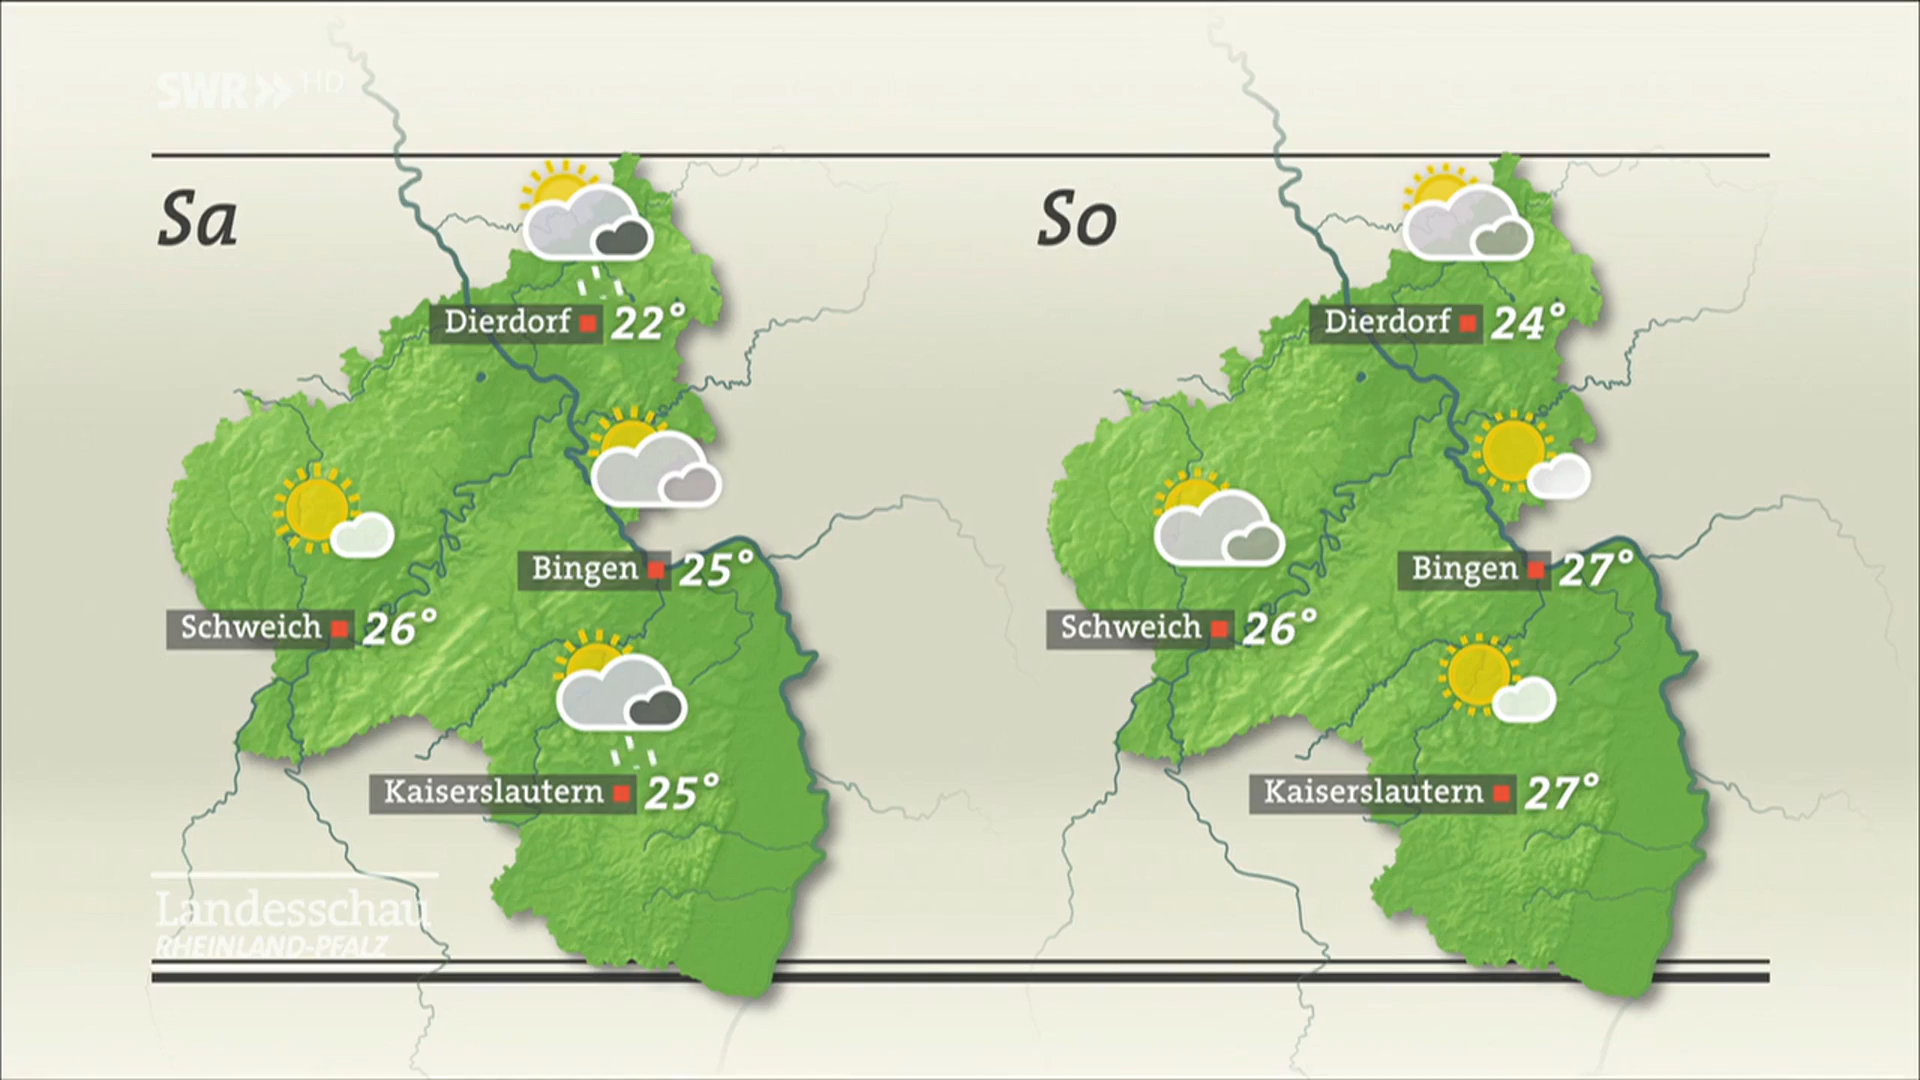 SWR» HD
Sa
Dierdorf 22°
Bingen 25°
Schweich 26°
Kaiserslautern 25°
So
Dierdorf 24°
Bingen 27°
Schweich 26°
Kaiserslautern 27°
Landesschau
RHEINLAND-PFALZ